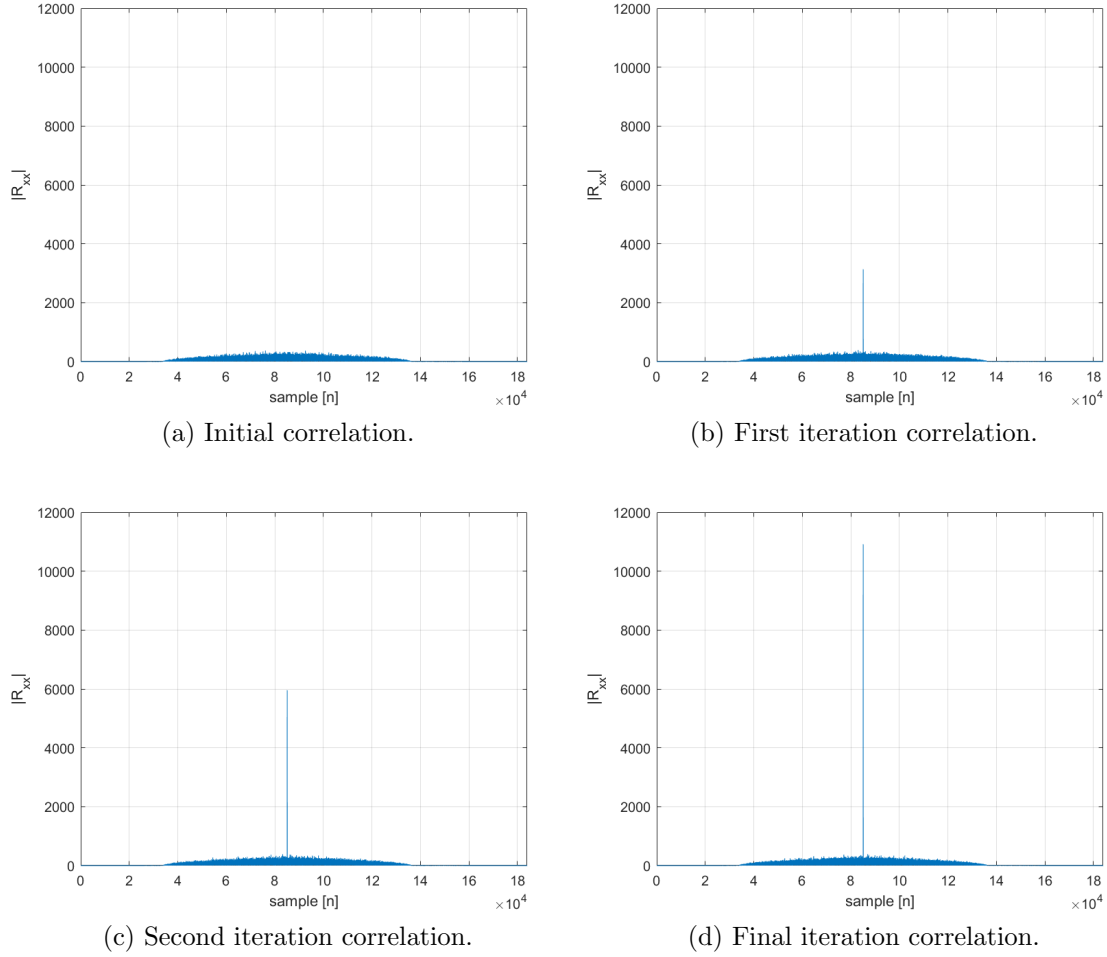 12000
10000
8000
6000
4000
2000
0
|R_xx|
0 2 4 6 8 10 12 14 16 18
×10^4
sample [n]
(a) Initial correlation.
12000
10000
8000
6000
4000
2000
0
|R_xx|
0 2 4 6 8 10 12 14 16 18
×10^4
sample [n]
(b) First iteration correlation.
12000
10000
8000
6000
4000
2000
0
|R_xx|
0 2 4 6 8 10 12 14 16 18
×10^4
sample [n]
(c) Second iteration correlation.
12000
10000
8000
6000
4000
2000
0
|R_xx|
0 2 4 6 8 10 12 14 16 18
×10^4
sample [n]
(d) Final iteration correlation.